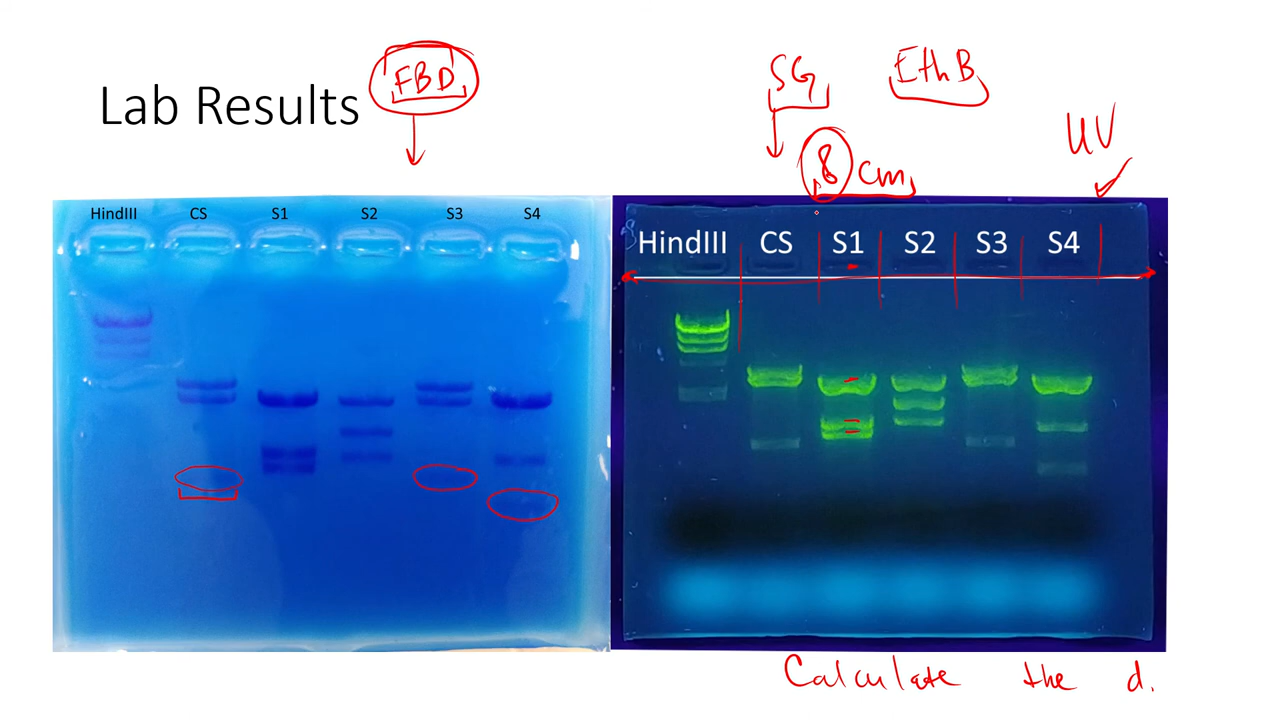 Lab Results FBD
SG EthB
8 cm
UV
HindIII CS S1 S2 S3 S4
HindIII CS S1 S2 S3 S4
Calculate the d.